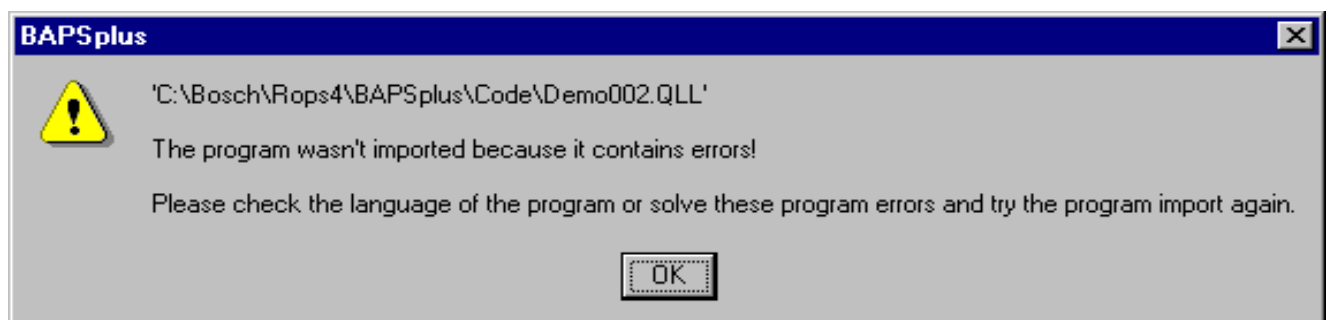 BAPSplus
'C:\Bosch\Rops4\BAPSplus\Code\Demo002.QLL'
The program wasn't imported because it contains errors!
Please check the language of the program or solve these program errors and try the program import again.
OK